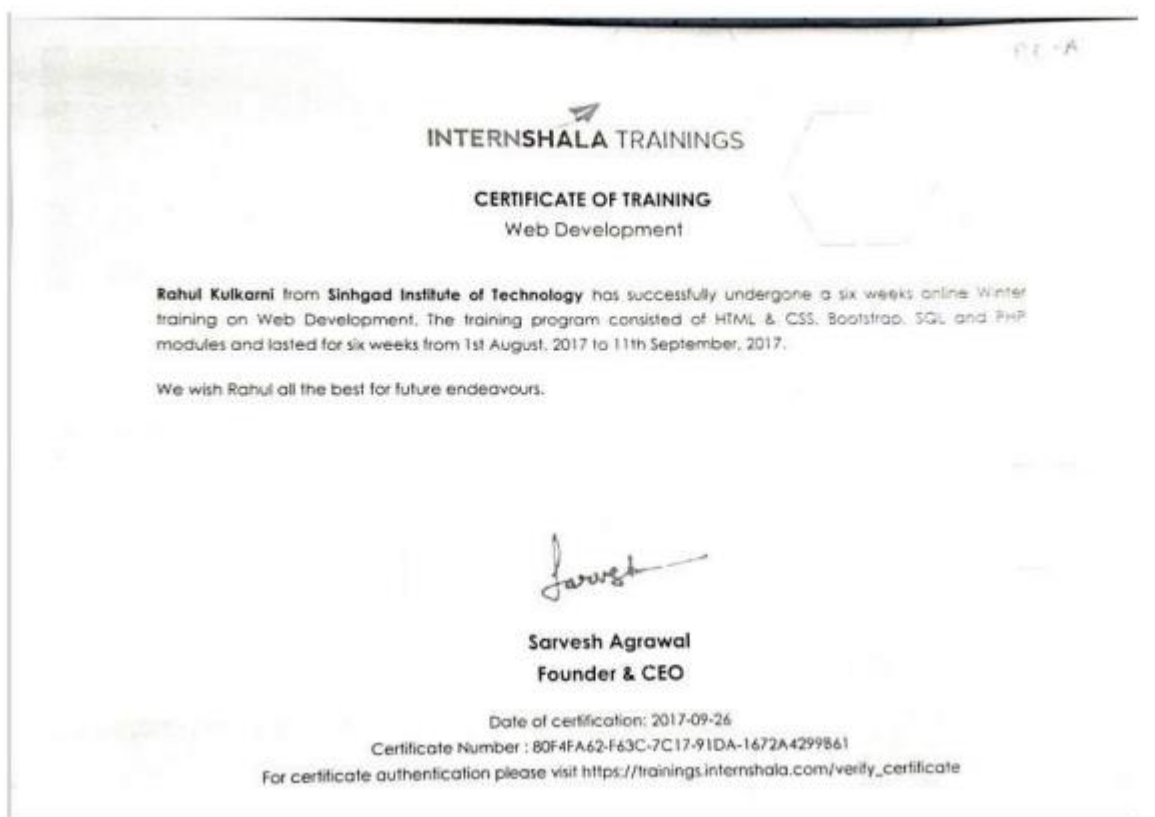 INTERNSHALA TRAININGS
CERTIFICATE OF TRAINING
Web Development
Rahul Kulkarni from Sinhgad Institute of Technology has successfully undergone a six weeks online Winter
training on Web Development. The training program consisted of HTML & CSS, Bootstrap, SQL and PHP
modules and lasted for six weeks from 1st August, 2017 to 11th September, 2017.
We wish Rahul all the best for future endeavours.
Sarvesh
Sarvesh Agrawal
Founder & CEO
Date of certification: 2017-09-26
Certificate Number : 80F4FA62-F63C-7C17-91DA-1672A4299B61
For certificate authentication please visit https://trainings.internshala.com/verify_certificate